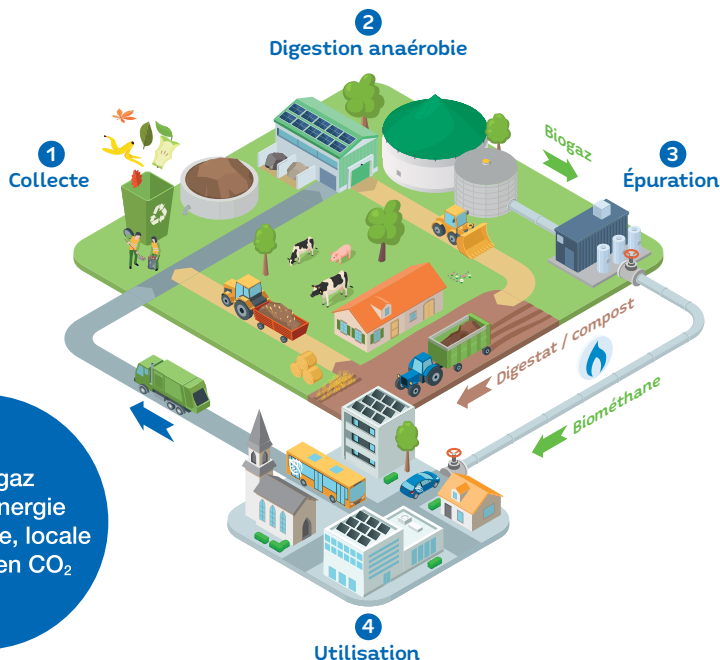 2
Digestion anaérobie
1
Collecte
Biogaz
3
Épuration
Digestat / compost
Biométhane
gaz
nergie
e, locale
en CO₂
4
Utilisation